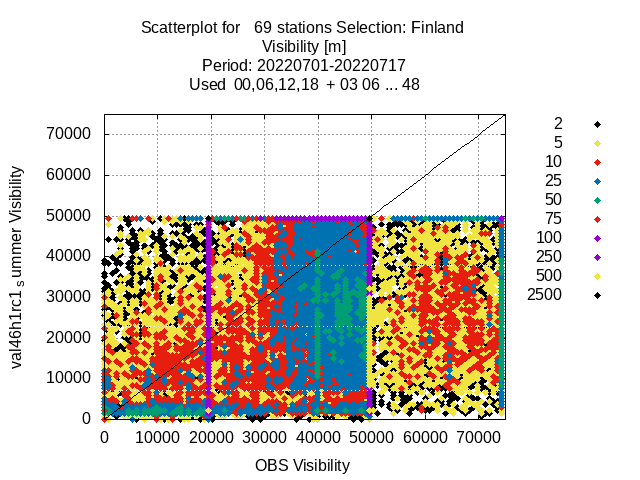 Scatterplot for 69 stations Selection: Finland
Visibility [m]
Period: 20220701-20220717
Used 00,06,12,18 + 03 06 ... 48
val46h1rc1 s ummer Visibility
70000
60000
50000
40000
30000
20000
10000
0
0 10000 20000 30000 40000 50000 60000 70000
OBS Visibility
2
5
10
25
50
75
100
250
500
2500